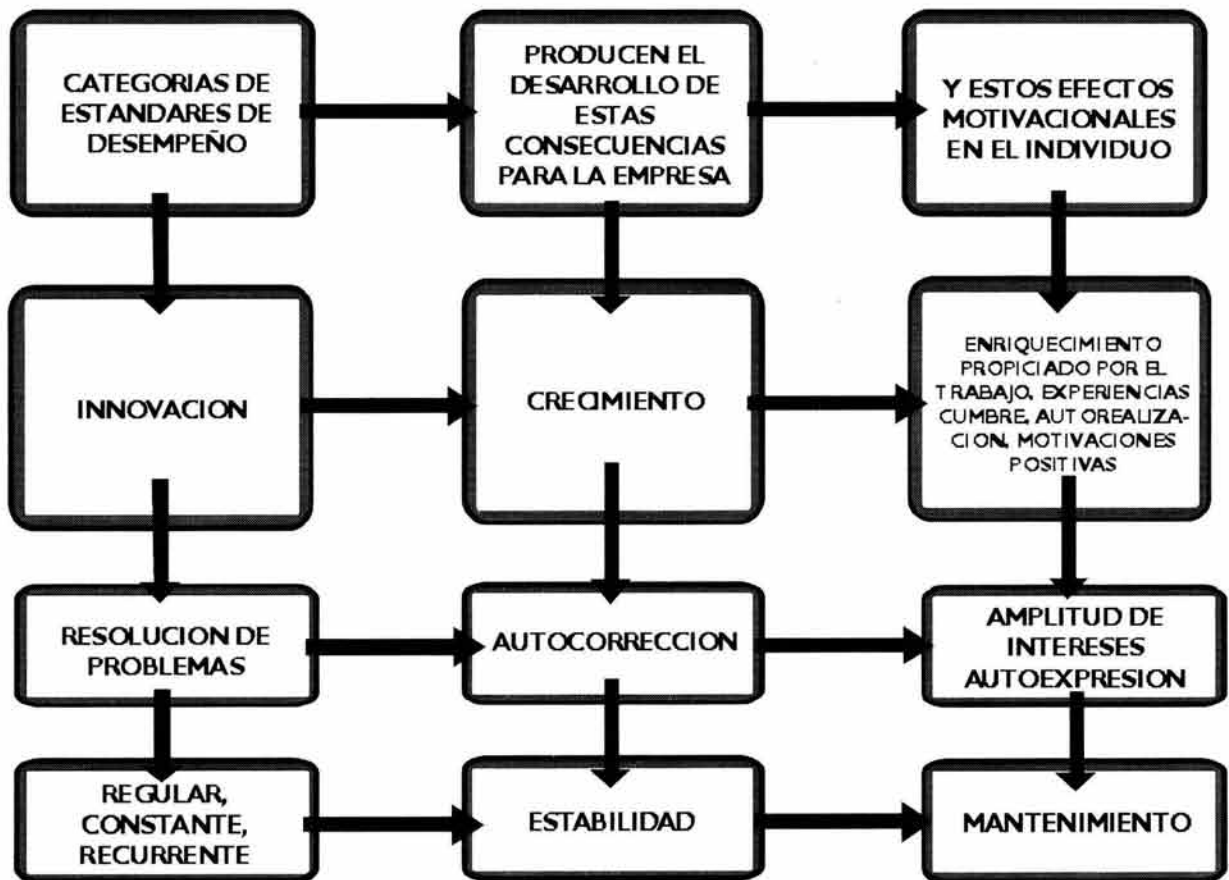 CATEGORIAS DE
ESTANDARES DE
DESEMPEÑO
PRODUCEN EL
DESARROLLO DE
ESTAS
CONSECUENCIAS
PARA LA EMPRESA
Y ESTOS EFECTOS
MOTIVACIONALES
EN EL INDIVIDUO
INNOVACION
CRECIMIENTO
ENRIQUECIMIENTO
PROPICIADO POR EL
TRABAJO, EXPERIENCIAS
CUMBRE, AUTOREALIZA-
CION, MOTIVACIONES
POSITIVAS
RESOLUCION DE
PROBLEMAS
AUTOCORRECCION
AMPLITUD DE
INTERESES
AUTOEXPRESION
REGULAR,
CONSTANTE,
RECURRENTE
ESTABILIDAD
MANTENIMIENTO